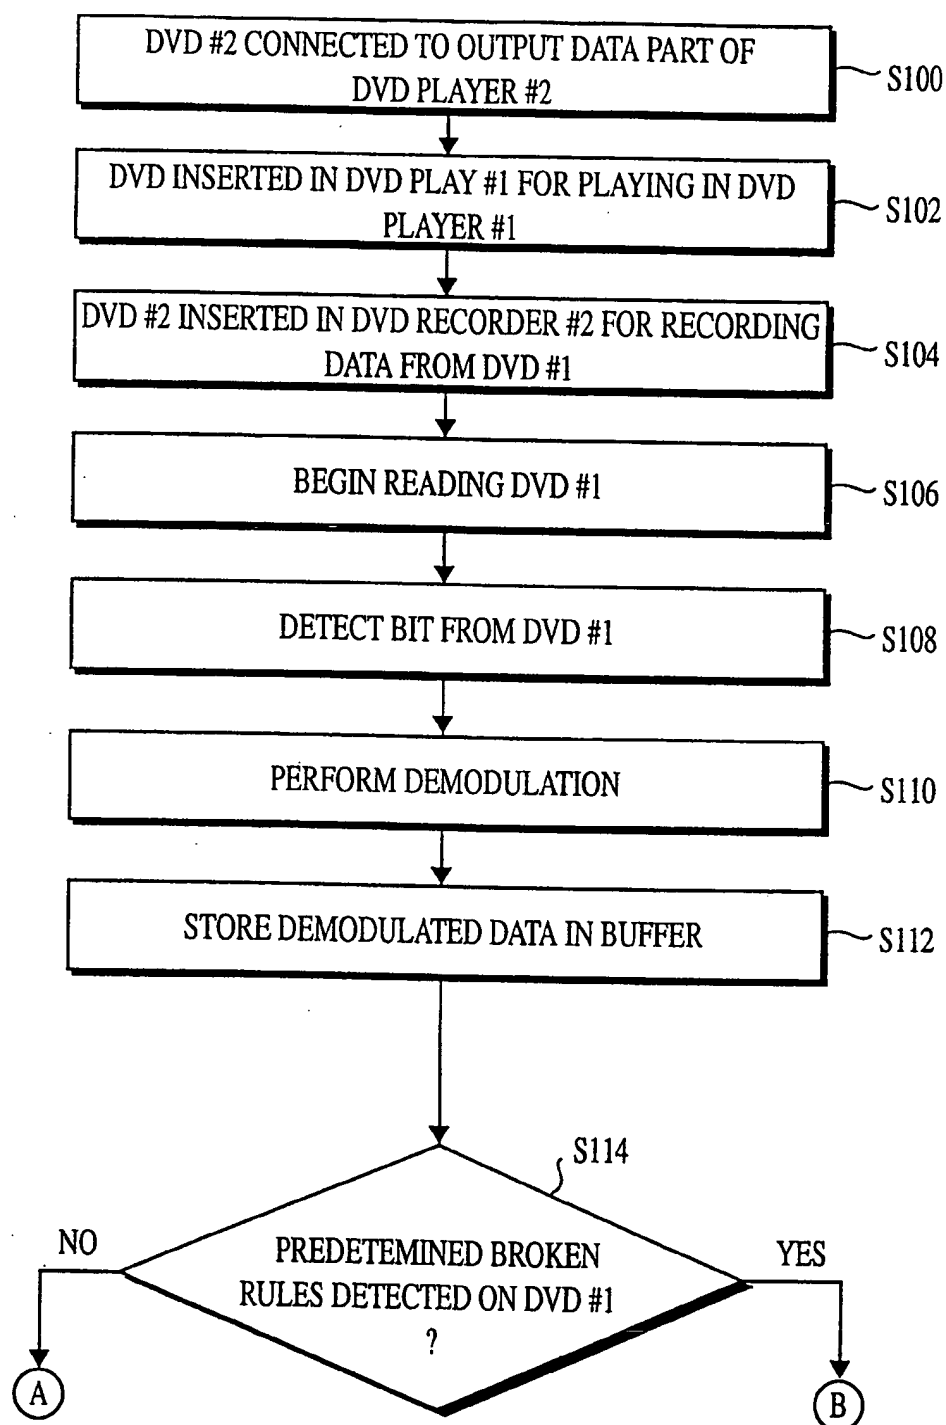 DVD #2 CONNECTED TO OUTPUT DATA PART OF
DVD PLAYER #2
S100
DVD INSERTED IN DVD PLAY #1 FOR PLAYING IN DVD
PLAYER #1
S102
DVD #2 INSERTED IN DVD RECORDER #2 FOR RECORDING
DATA FROM DVD #1
S104
BEGIN READING DVD #1
S106
DETECT BIT FROM DVD #1
S108
PERFORM DEMODULATION
S110
STORE DEMODULATED DATA IN BUFFER
S112
S114
NO
PREDETEMINED BROKEN
RULES DETECTED ON DVD #1
?
YES
A
B